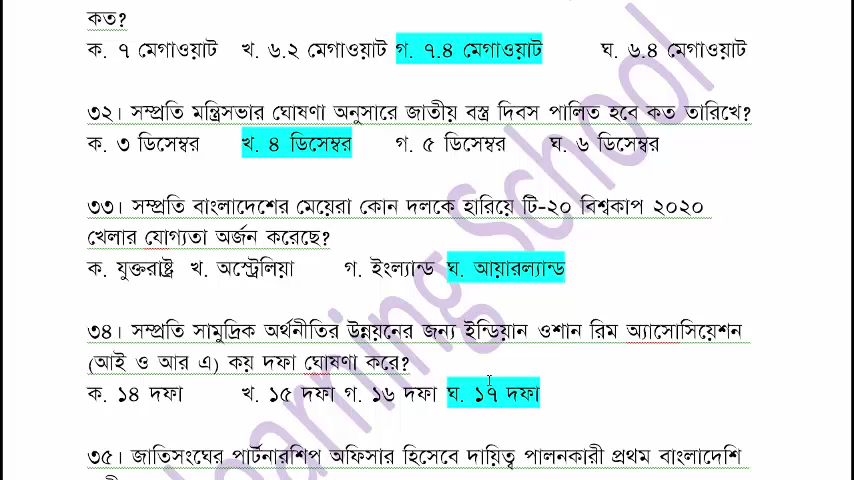 কত?
ক. ৭ মেগাওয়াট খ. ৬.২ মেগাওয়াট গ. ৭.৪ মেগাওয়াট ঘ. ৬.৪ মেগাওয়াট
৩২। সম্প্রতি মন্ত্রিসভার ঘোষণা অনুসারে জাতীয় বস্ত্র দিবস পালিত হবে কত তারিখে?
ক. ৩ ডিসেম্বর খ. ৪ ডিসেম্বর গ. ৫ ডিসেম্বর ঘ. ৬ ডিসেম্বর
৩৩। সম্প্রতি বাংলাদেশের মেয়েরা কোন দলকে হারিয়ে টি-২০ বিশ্বকাপ ২০২০
খেলার যোগ্যতা অর্জন করেছে?
ক. যুক্তরাষ্ট্র খ. অস্ট্রেলিয়া গ. ইংল্যান্ড ঘ. আয়ারল্যান্ড
৩৪। সম্প্রতি সামুদ্রিক অর্থনীতির উন্নয়নের জন্য ইন্ডিয়ান ওশান রিম অ্যাসোসিয়েশন
(আই ও আর এ) কয় দফা ঘোষণা করে?
ক. ১৪ দফা খ. ১৫ দফা গ. ১৬ দফা ঘ. ১৭ দফা
৩৫। জাতিসংঘের পার্টনারশিপ অফিসার হিসেবে দায়িত্ব পালনকারী প্রথম বাংলাদেশি
Learning School